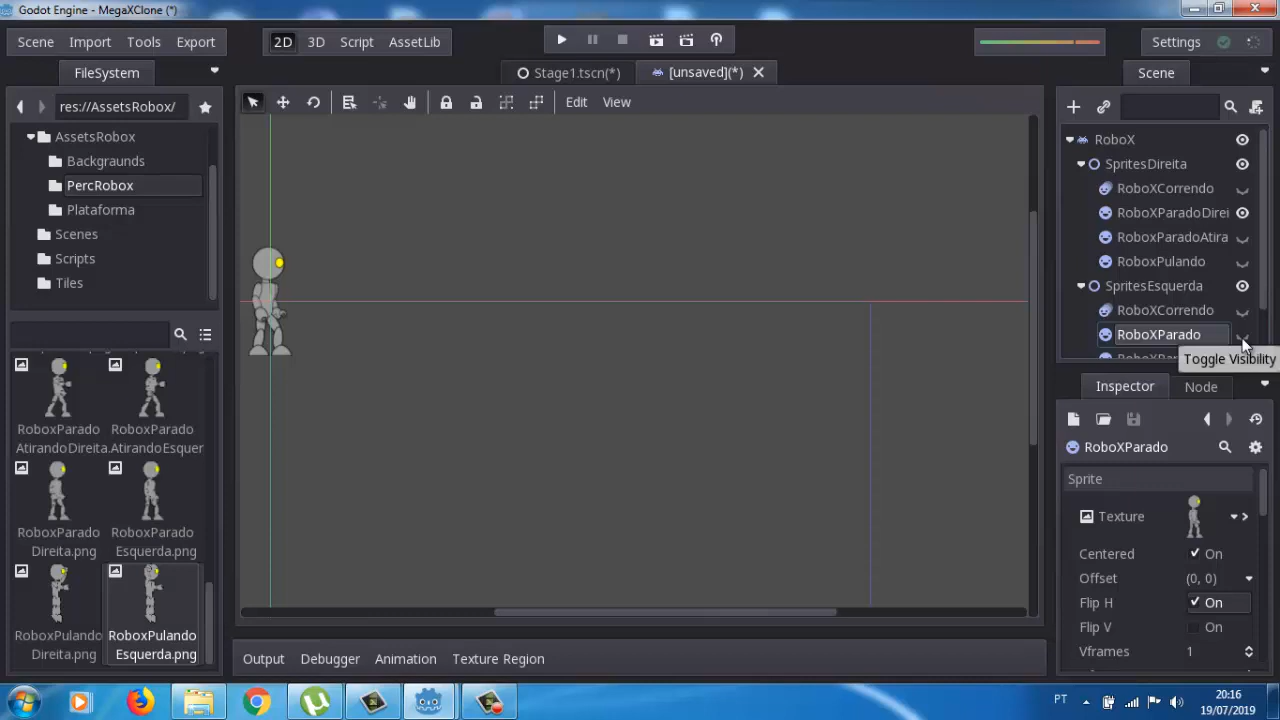 Godot Engine - MegaXClone (*)
Scene Import Tools Export
2D 3D Script AssetLib
Settings
FileSystem
Stage1.tscn(*)
[unsaved](*)
Scene
res://AssetsRobox/
Edit View
AssetsRobox
Backgraunds
PercRobox
Plataforma
Scenes
Scripts
Tiles
RoboX
SpritesDireita
RoboXCorrendo
RoboXParadoDirei
RoboxParadoAtira
RoboxPulando
SpritesEsquerda
RoboXCorrendo
RoboXParado
Toggle Visibility
Inspector Node
RoboXParado
Sprite
Texture
Centered On
Offset (0, 0)
Flip H On
Flip V On
Vframes 1
RoboxParado AtirandoDireita.
RoboxParado AtirandoEsquer
RoboxParado Direita.png
RoboxParado Esquerda.png
RoboxPulando Direita.png
RoboxPulando Esquerda.png
Output Debugger Animation Texture Region
PT
20:16
19/07/2019